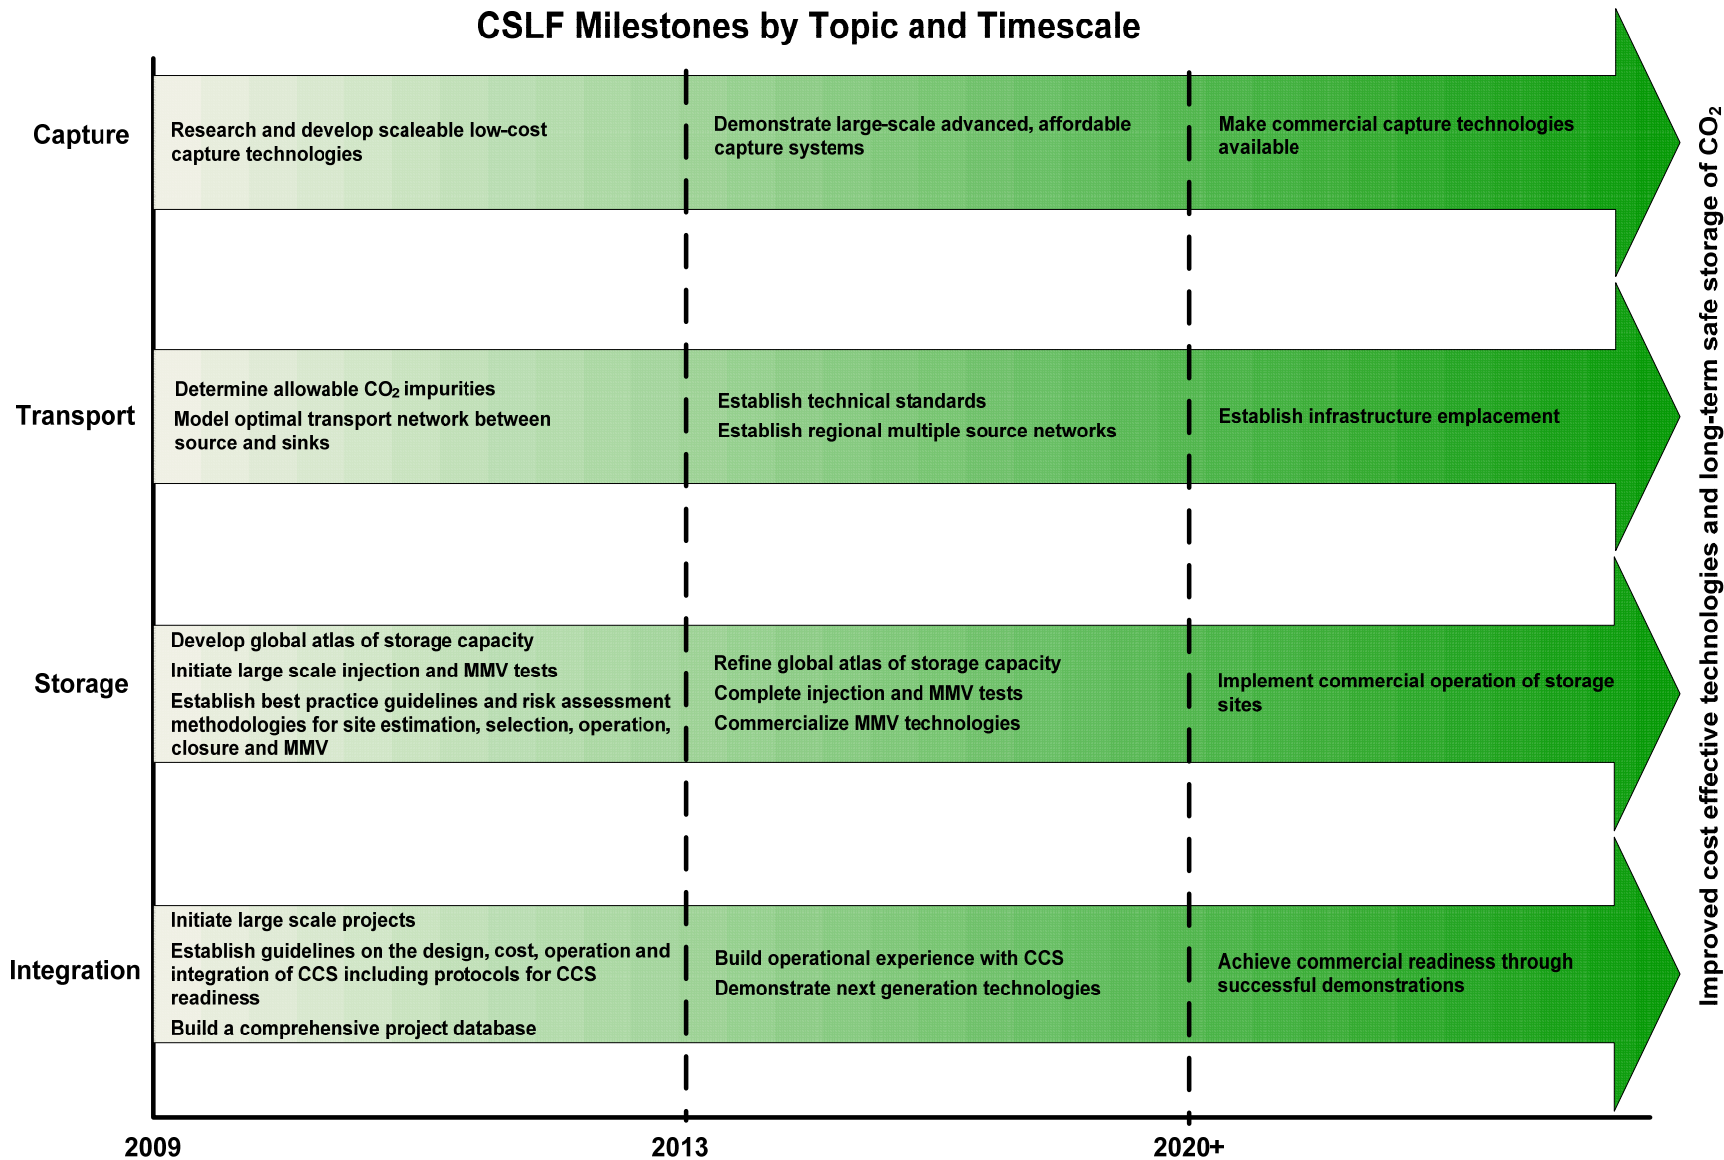 CSLF Milestones by Topic and Timescale
Capture
Research and develop scaleable low-cost
capture technologies
Demonstrate large-scale advanced, affordable
capture systems
Make commercial capture technologies
available
Transport
Determine allowable CO₂ impurities
Model optimal transport network between
source and sinks
Establish technical standards
Establish regional multiple source networks
Establish infrastructure emplacement
Storage
Develop global atlas of storage capacity
Initiate large scale injection and MMV tests
Establish best practice guidelines and risk assessment
methodologies for site estimation, selection, operation,
closure and MMV
Refine global atlas of storage capacity
Complete injection and MMV tests
Commercialize MMV technologies
Implement commercial operation of storage
sites
Integration
Initiate large scale projects
Establish guidelines on the design, cost, operation and
integration of CCS including protocols for CCS
readiness
Build a comprehensive project database
Build operational experience with CCS
Demonstrate next generation technologies
Achieve commercial readiness through
successful demonstrations
2009
2013
2020+
Improved cost effective technologies and long-term safe storage of CO₂